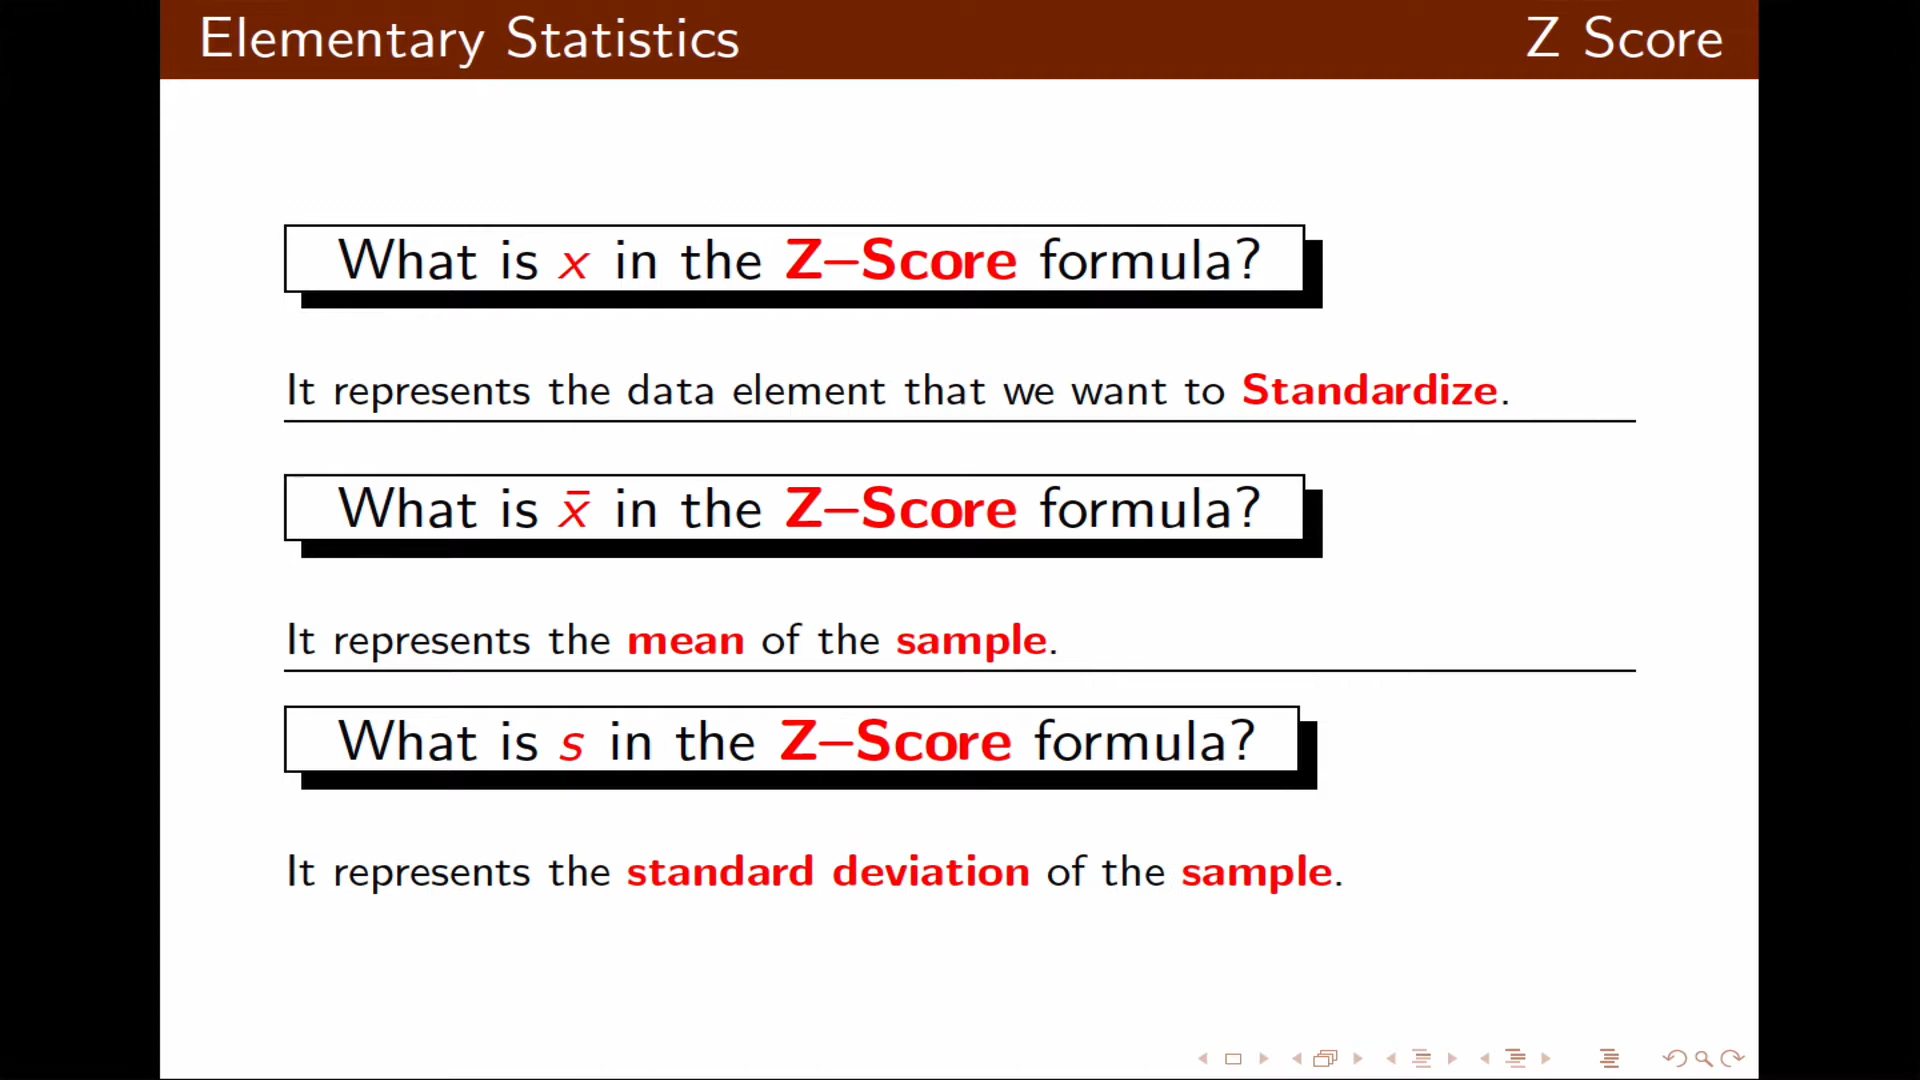 Elementary Statistics Z Score
What is x in the Z–Score formula?
It represents the data element that we want to Standardize.
What is x̄ in the Z–Score formula?
It represents the mean of the sample.
What is s in the Z–Score formula?
It represents the standard deviation of the sample.